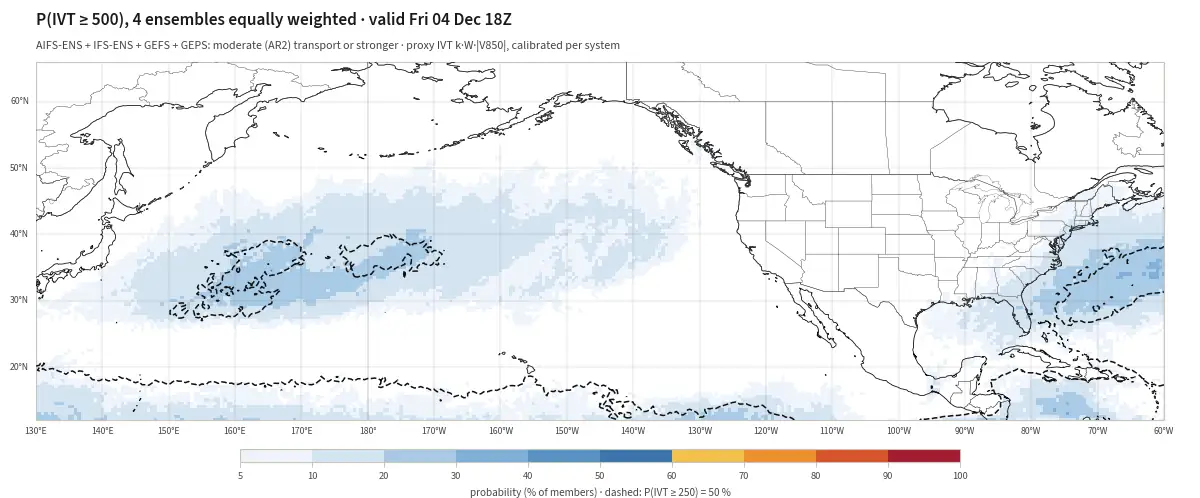 P(IVT ≥ 500), 4 ensembles equally weighted · valid Fri 04 Dec 18Z
AIFS-ENS + IFS-ENS + GEFS + GEPS: moderate (AR2) transport or stronger · proxy IVT k·W·|V850|, calibrated per system
60°N
50°N
40°N
30°N
20°N
130°E 140°E 150°E 160°E 170°E 180° 170°W 160°W 150°W 140°W 130°W 120°W 110°W 100°W 90°W 80°W 70°W 60°W
5 10 20 30 40 50 60 70 80 90 100
probability (% of members) · dashed: P(IVT ≥ 250) = 50 %